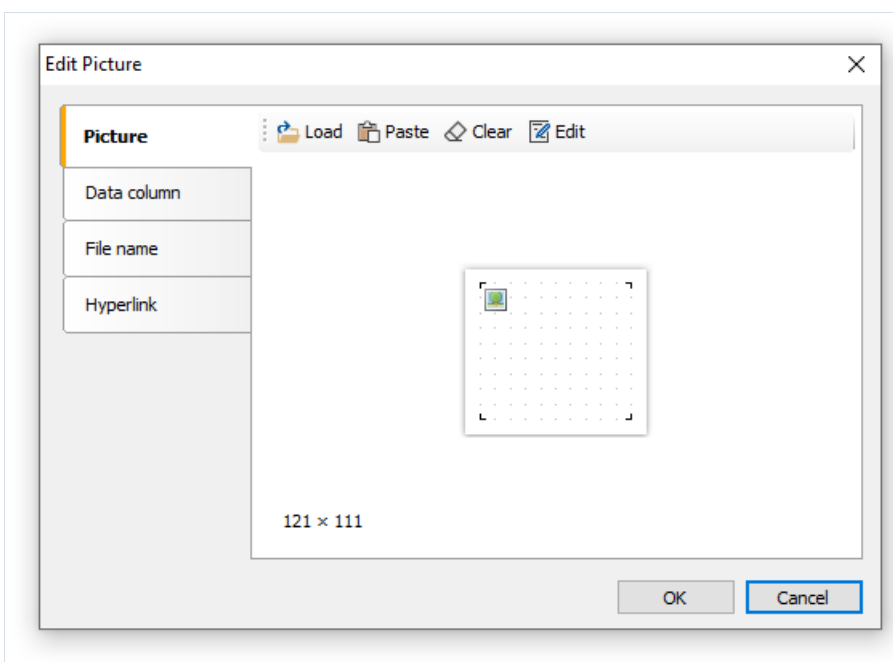 Edit Picture
Picture
Load Paste Clear Edit
Data column
File name
Hyperlink
121 × 111
OK Cancel